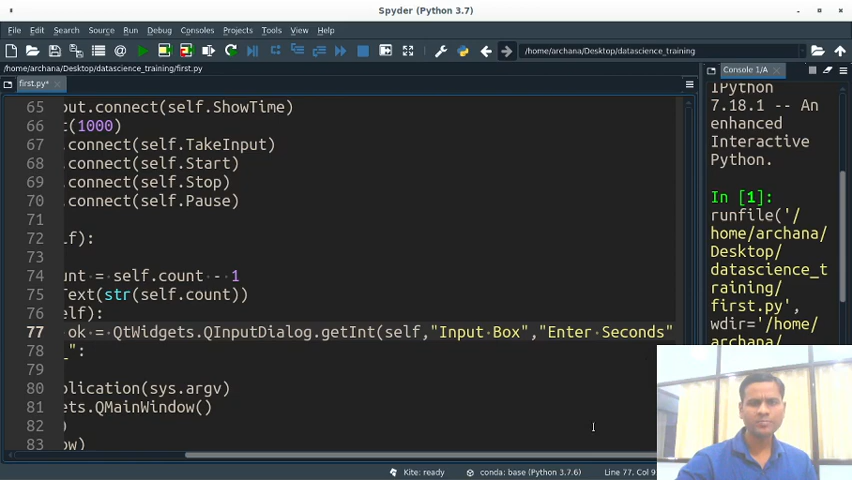 Spyder (Python 3.7)
File Edit Search Source Run Debug Consoles Projects Tools View Help
/home/archana/Desktop/datascience_training
/home/archana/Desktop/datascience_training/first.py
first.py*
Console 1/A
65 out.connect(self.ShowTime)
66 t(1000)
67 .connect(self.TakeInput)
68 .connect(self.Start)
69 .connect(self.Stop)
70 .connect(self.Pause)
71
72 lf):
73
74 unt = self.count - 1
75 Text(str(self.count))
76 self):
77 ok = QtWidgets.QInputDialog.getInt(self,"Input Box","Enter Seconds"
78 _":
79
80 plication(sys.argv)
81 ets.QMainWindow()
82 )
83 ow)
IPython
7.18.1 -- An
enhanced
Interactive
Python.
In [1]:
runfile('/
home/archana/
Desktop/
datascience_t
raining/
first.py',
wdir='/home/
archana/
Kite: ready
conda: base (Python 3.7.6)
Line 77, Col 9